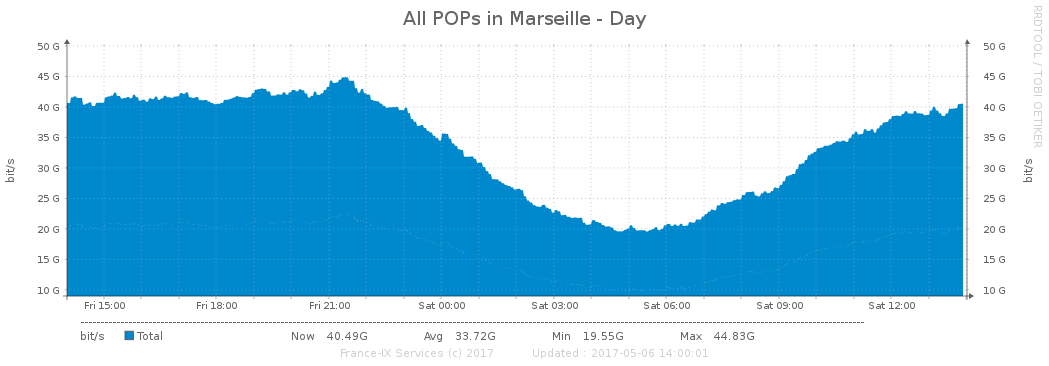 All POPs in Marseille - Day
RRDTOOL / TOBI OETIKER
50 G 50 G
45 G 45 G
40 G 40 G
35 G 35 G
30 G 30 G
25 G 25 G
20 G 20 G
15 G 15 G
10 G 10 G
bit/s bit/s
Fri 15:00 Fri 18:00 Fri 21:00 Sat 00:00 Sat 03:00 Sat 06:00 Sat 09:00 Sat 12:00
bit/s Total Now 40.49G Avg 33.72G Min 19.55G Max 44.83G
France-IX Services (c) 2017 Updated : 2017-05-06 14:00:01